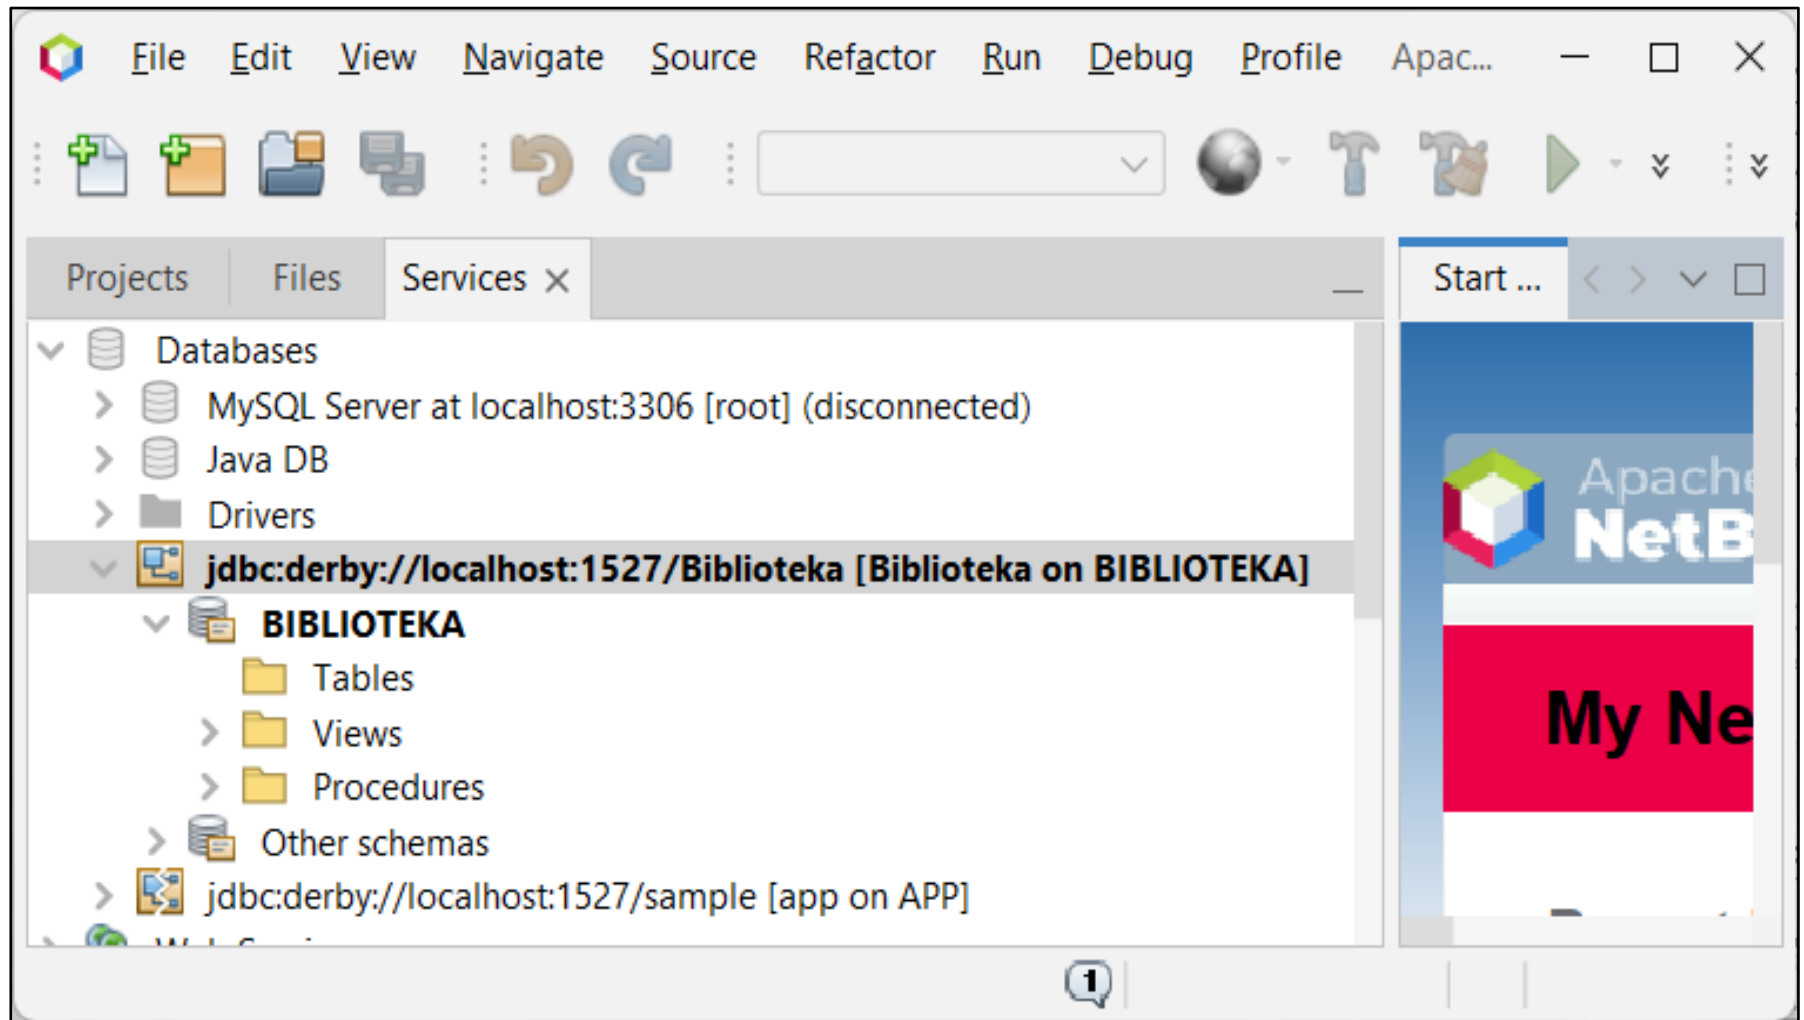 File Edit View Navigate Source Refactor Run Debug Profile Apac...
Projects Files Services Start ...
Databases
MySQL Server at localhost:3306 [root] (disconnected)
Java DB
Drivers
jdbc:derby://localhost:1527/Biblioteka [Biblioteka on BIBLIOTEKA]
BIBLIOTEKA
Tables
Views
Procedures
Other schemas
jdbc:derby://localhost:1527/sample [app on APP]
Apache
NetB
My Ne
1